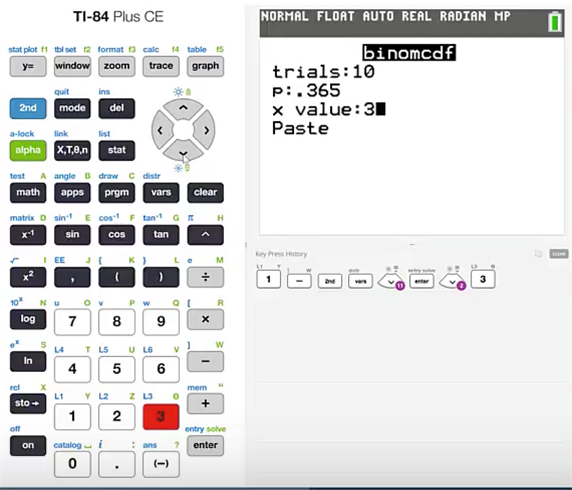 TI-84 Plus CE
stat plot f1 tbl set f2 format f3 calc f4 table f5
y= window zoom trace graph
quit ins
2nd mode del
a-lock link list
alpha X,T,θ,n stat
test A angle B draw C distr
math apps prgm vars clear
matrix D sin⁻¹ E cos⁻¹ F tan⁻¹ G π H
x⁻¹ sin cos tan ^
√ I EE J { K } L e M
x² , ( ) ÷
10ˣ N u O v P w Q [ R
log 7 8 9 ×
eˣ S L4 T L5 U L6 V ] W
ln 4 5 6 −
rcl X L1 Y L2 Z L3 θ mem "
sto→ 1 2 3 +
off catalog i : ans ? entry solve
on 0 . (−) enter
NORMAL FLOAT AUTO REAL RADIAN MP
binomcdf
trials:10
p:.365
x value:3
Paste
Key Press History
CLEAR
L1 Y ] W distr entry solve L3 θ
1 − 2nd vars 11 enter 2 3